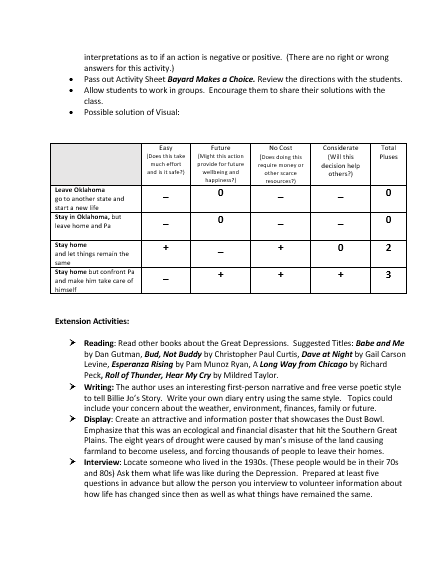 interpretations as to if an action is negative or positive.  (There are no right or wrong
answers for this activity.)
• Pass out Activity Sheet Bayard Makes a Choice. Review the directions with the students.
• Allow students to work in groups.  Encourage them to share their solutions with the
class.
• Possible solution of Visual:
Easy
(Does this take
much effort
and is it safe?)
Future
(Might this action
provide for future
wellbeing and
happiness?)
No Cost
(Does doing this
require money or
other scarce
resources?)
Considerate
(Will this
decision help
others?)
Total
Pluses
Leave Oklahoma
go to another state and
start a new life
– 0 – – 0
Stay in Oklahoma, but
leave home and Pa
– 0 – – 0
Stay home
and let things remain the
same
+ – + 0 2
Stay home but confront Pa
and make him take care of
himself
– + + + 3
Extension Activities:
➢ Reading: Read other books about the Great Depressions.  Suggested Titles: Babe and Me
by Dan Gutman, Bud, Not Buddy by Christopher Paul Curtis, Dave at Night by Gail Carson
Levine, Esperanza Rising by Pam Munoz Ryan, A Long Way from Chicago by Richard
Peck, Roll of Thunder, Hear My Cry by Mildred Taylor.
➢ Writing: The author uses an interesting first-person narrative and free verse poetic style
to tell Billie Jo's Story.  Write your own diary entry using the same style.  Topics could
include your concern about the weather, environment, finances, family or future.
➢ Display: Create an attractive and information poster that showcases the Dust Bowl.
Emphasize that this was an ecological and financial disaster that hit the Southern Great
Plains. The eight years of drought were caused by man's misuse of the land causing
farmland to become useless, and forcing thousands of people to leave their homes.
➢ Interview: Locate someone who lived in the 1930s. (These people would be in their 70s
and 80s) Ask them what life was like during the Depression.  Prepared at least five
questions in advance but allow the person you interview to volunteer information about
how life has changed since then as well as what things have remained the same.